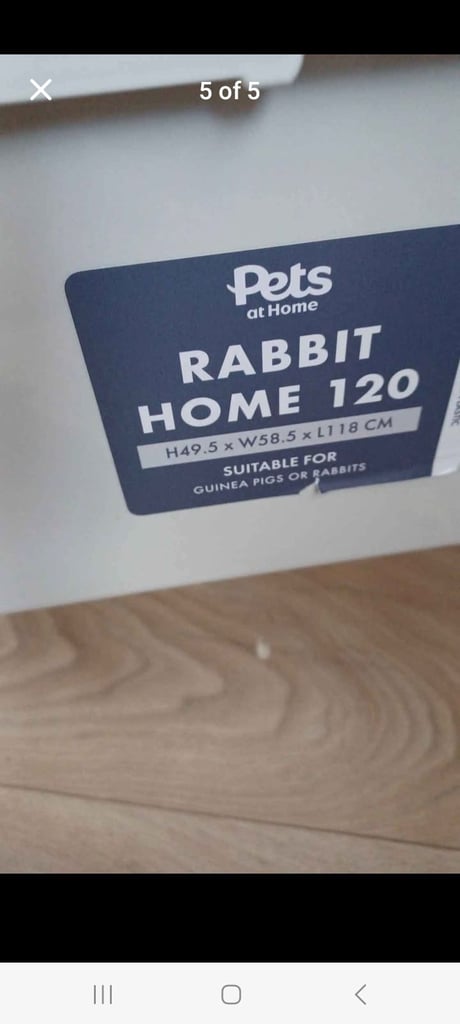 5 of 5
Pets
at Home
RABBIT
HOME 120
H49.5 x W58.5 x L118 CM
SUITABLE FOR
GUINEA PIGS OR RABBITS